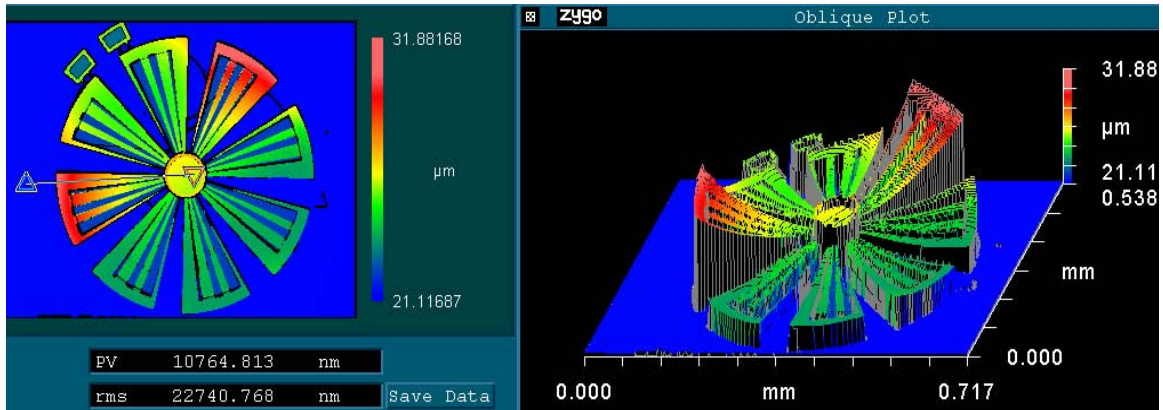 31.88168
μm
21.11687
PV 10764.813 nm
rms 22740.768 nm Save Data
zygo Oblique Plot
31.88
μm
21.11
0.538
mm
0.000
0.000 mm 0.717